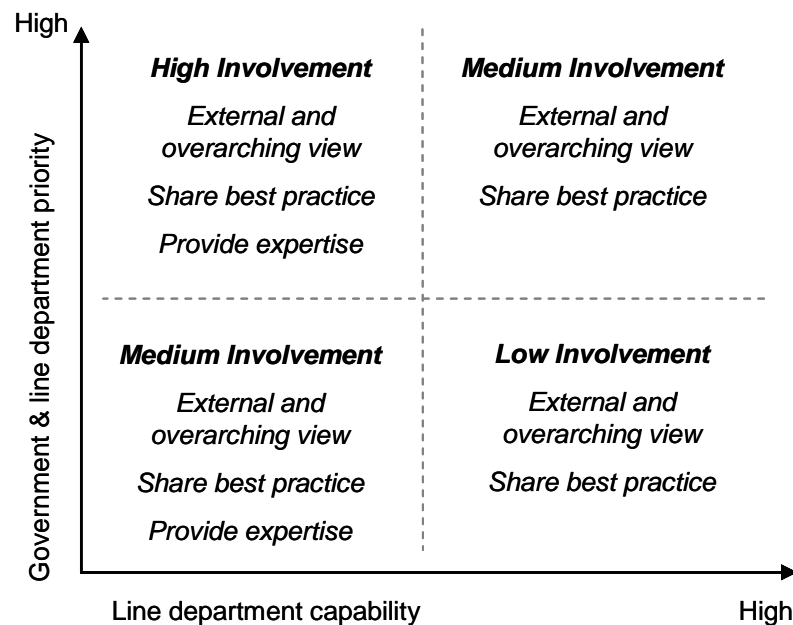 High
Government & line department priority
High Involvement
External and
overarching view
Share best practice
Provide expertise
Medium Involvement
External and
overarching view
Share best practice
Medium Involvement
External and
overarching view
Share best practice
Provide expertise
Low Involvement
External and
overarching view
Share best practice
Line department capability
High